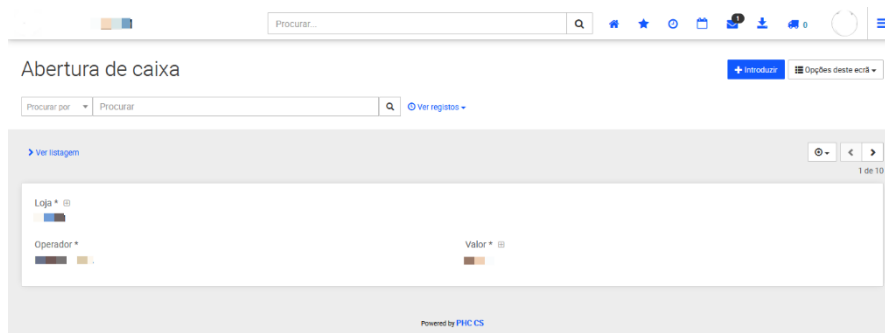 Procurar...
1
0
Abertura de caixa
Introduzir
Opções deste ecrã
Procurar por
Procurar
Ver registos
Ver listagem
1 de 10
Loja *
Operador *
Valor *
Powered by PHC CS